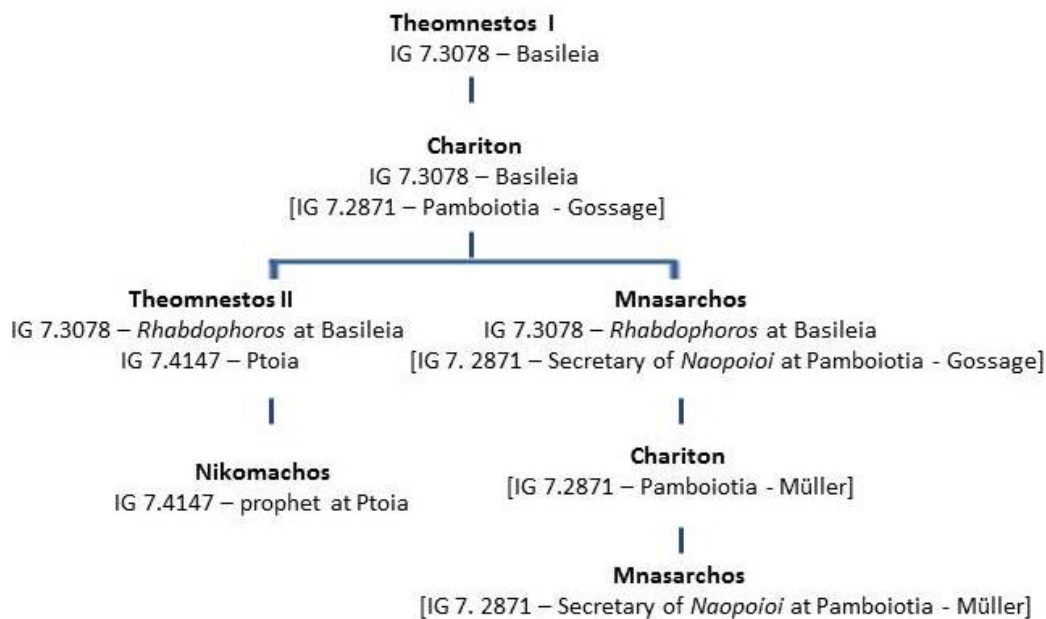 Theomnestos I
IG 7.3078 – Basileia
Chariton
IG 7.3078 – Basileia
[IG 7.2871 – Pamboiotia - Gossage]
Theomnestos II
IG 7.3078 – Rhabdophoros at Basileia
IG 7.4147 – Ptoia
Mnasarchos
IG 7.3078 – Rhabdophoros at Basileia
[IG 7. 2871 – Secretary of Naopoioi at Pamboiotia - Gossage]
Nikomachos
IG 7.4147 – prophet at Ptoia
Chariton
[IG 7.2871 – Pamboiotia - Müller]
Mnasarchos
[IG 7. 2871 – Secretary of Naopoioi at Pamboiotia - Müller]